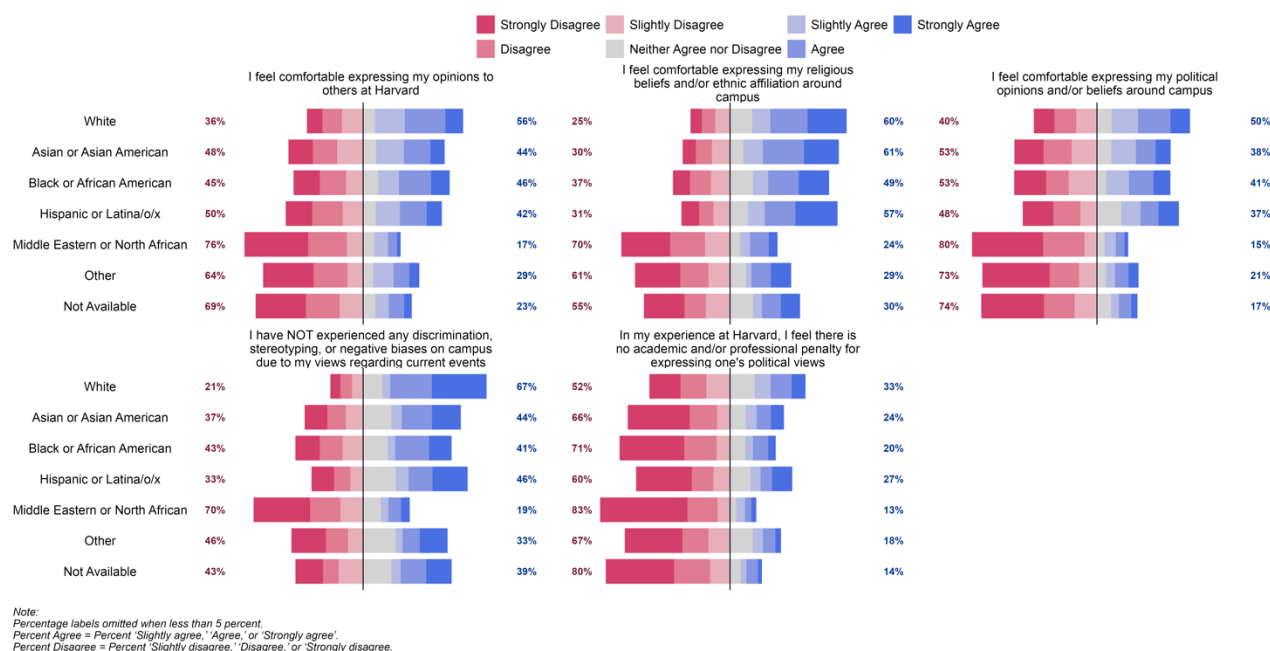 Strongly Disagree Slightly Disagree Slightly Agree Strongly Agree
Disagree Neither Agree nor Disagree Agree
I feel comfortable expressing my opinions to
others at Harvard
I feel comfortable expressing my religious
beliefs and/or ethnic affiliation around
campus
I feel comfortable expressing my political
opinions and/or beliefs around campus
White 36% 56% 25% 60% 40% 50%
Asian or Asian American 48% 44% 30% 61% 53% 38%
Black or African American 45% 46% 37% 49% 53% 41%
Hispanic or Latina/o/x 50% 42% 31% 57% 48% 37%
Middle Eastern or North African 76% 17% 70% 24% 80% 15%
Other 64% 29% 61% 29% 73% 21%
Not Available 69% 23% 55% 30% 74% 17%
I have NOT experienced any discrimination,
stereotyping, or negative biases on campus
due to my views regarding current events
In my experience at Harvard, I feel there is
no academic and/or professional penalty for
expressing one's political views
White 21% 67% 52% 33%
Asian or Asian American 37% 44% 66% 24%
Black or African American 43% 41% 71% 20%
Hispanic or Latina/o/x 33% 46% 60% 27%
Middle Eastern or North African 70% 19% 83% 13%
Other 46% 33% 67% 18%
Not Available 43% 39% 80% 14%
Note:
Percentage labels omitted when less than 5 percent.
Percent Agree = Percent 'Slightly agree,' 'Agree,' or 'Strongly agree'.
Percent Disagree = Percent 'Slightly disagree,' 'Disagree,' or 'Strongly disagree.